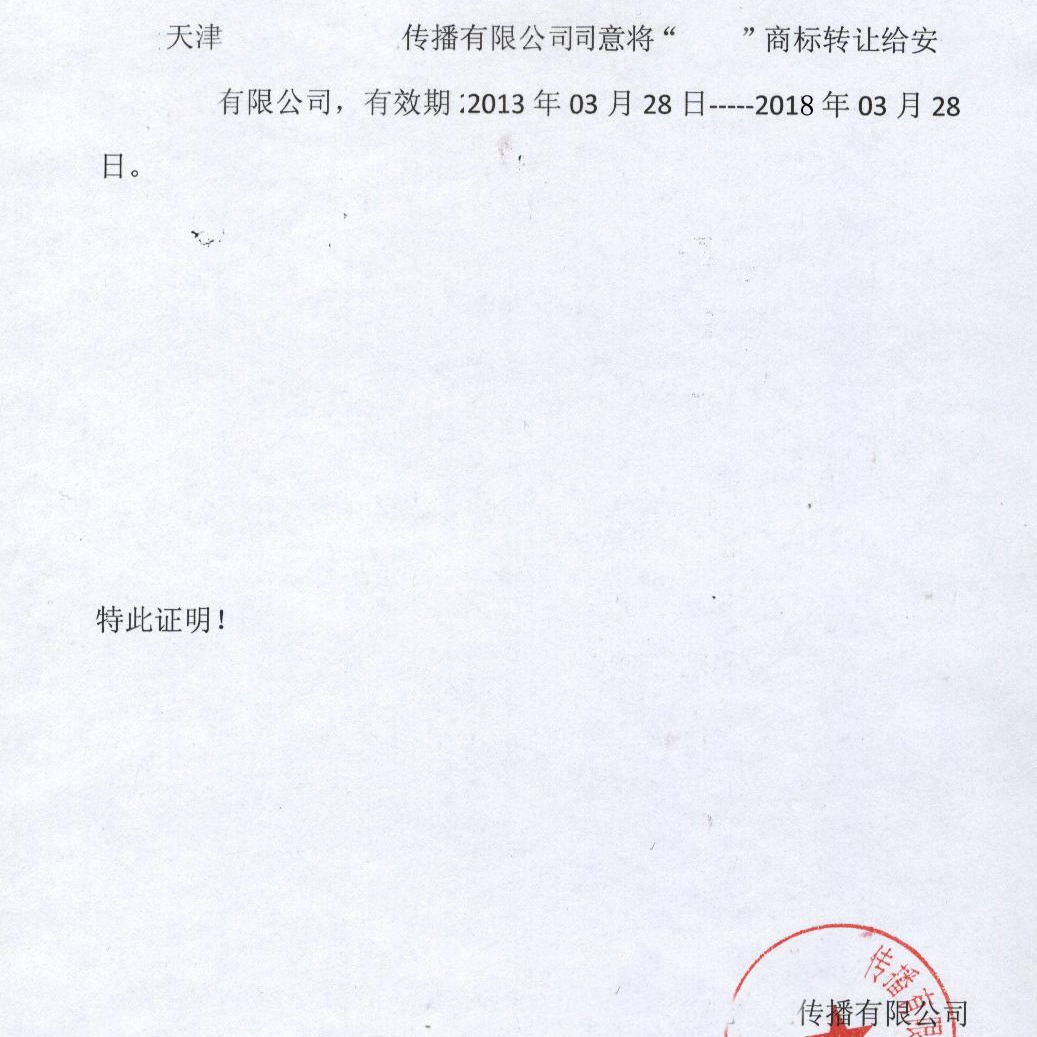 天津 传播有限公司司意将“ ”商标转让给安
有限公司，有效期:2013 年 03 月 28 日-----2018 年 03 月 28
日。
特此证明！
传播有限
传播有限公司